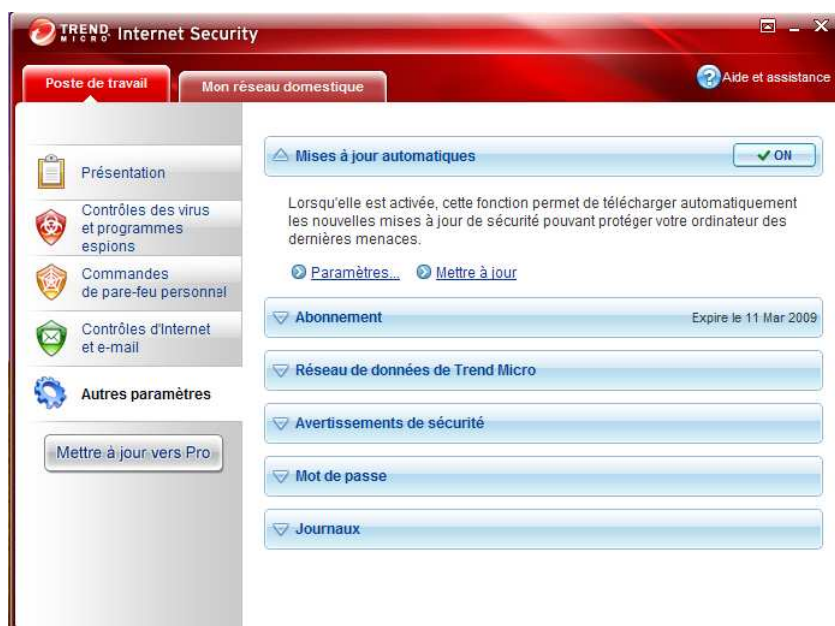 TREND MICRO Internet Security
Poste de travail
Mon réseau domestique
Aide et assistance
Présentation
Contrôles des virus
et programmes
espions
Commandes
de pare-feu personnel
Contrôles d'Internet
et e-mail
Autres paramètres
Mettre à jour vers Pro
Mises à jour automatiques
ON
Lorsqu'elle est activée, cette fonction permet de télécharger automatiquement
les nouvelles mises à jour de sécurité pouvant protéger votre ordinateur des
dernières menaces.
Paramètres... Mettre à jour
Abonnement Expire le 11 Mar 2009
Réseau de données de Trend Micro
Avertissements de sécurité
Mot de passe
Journaux